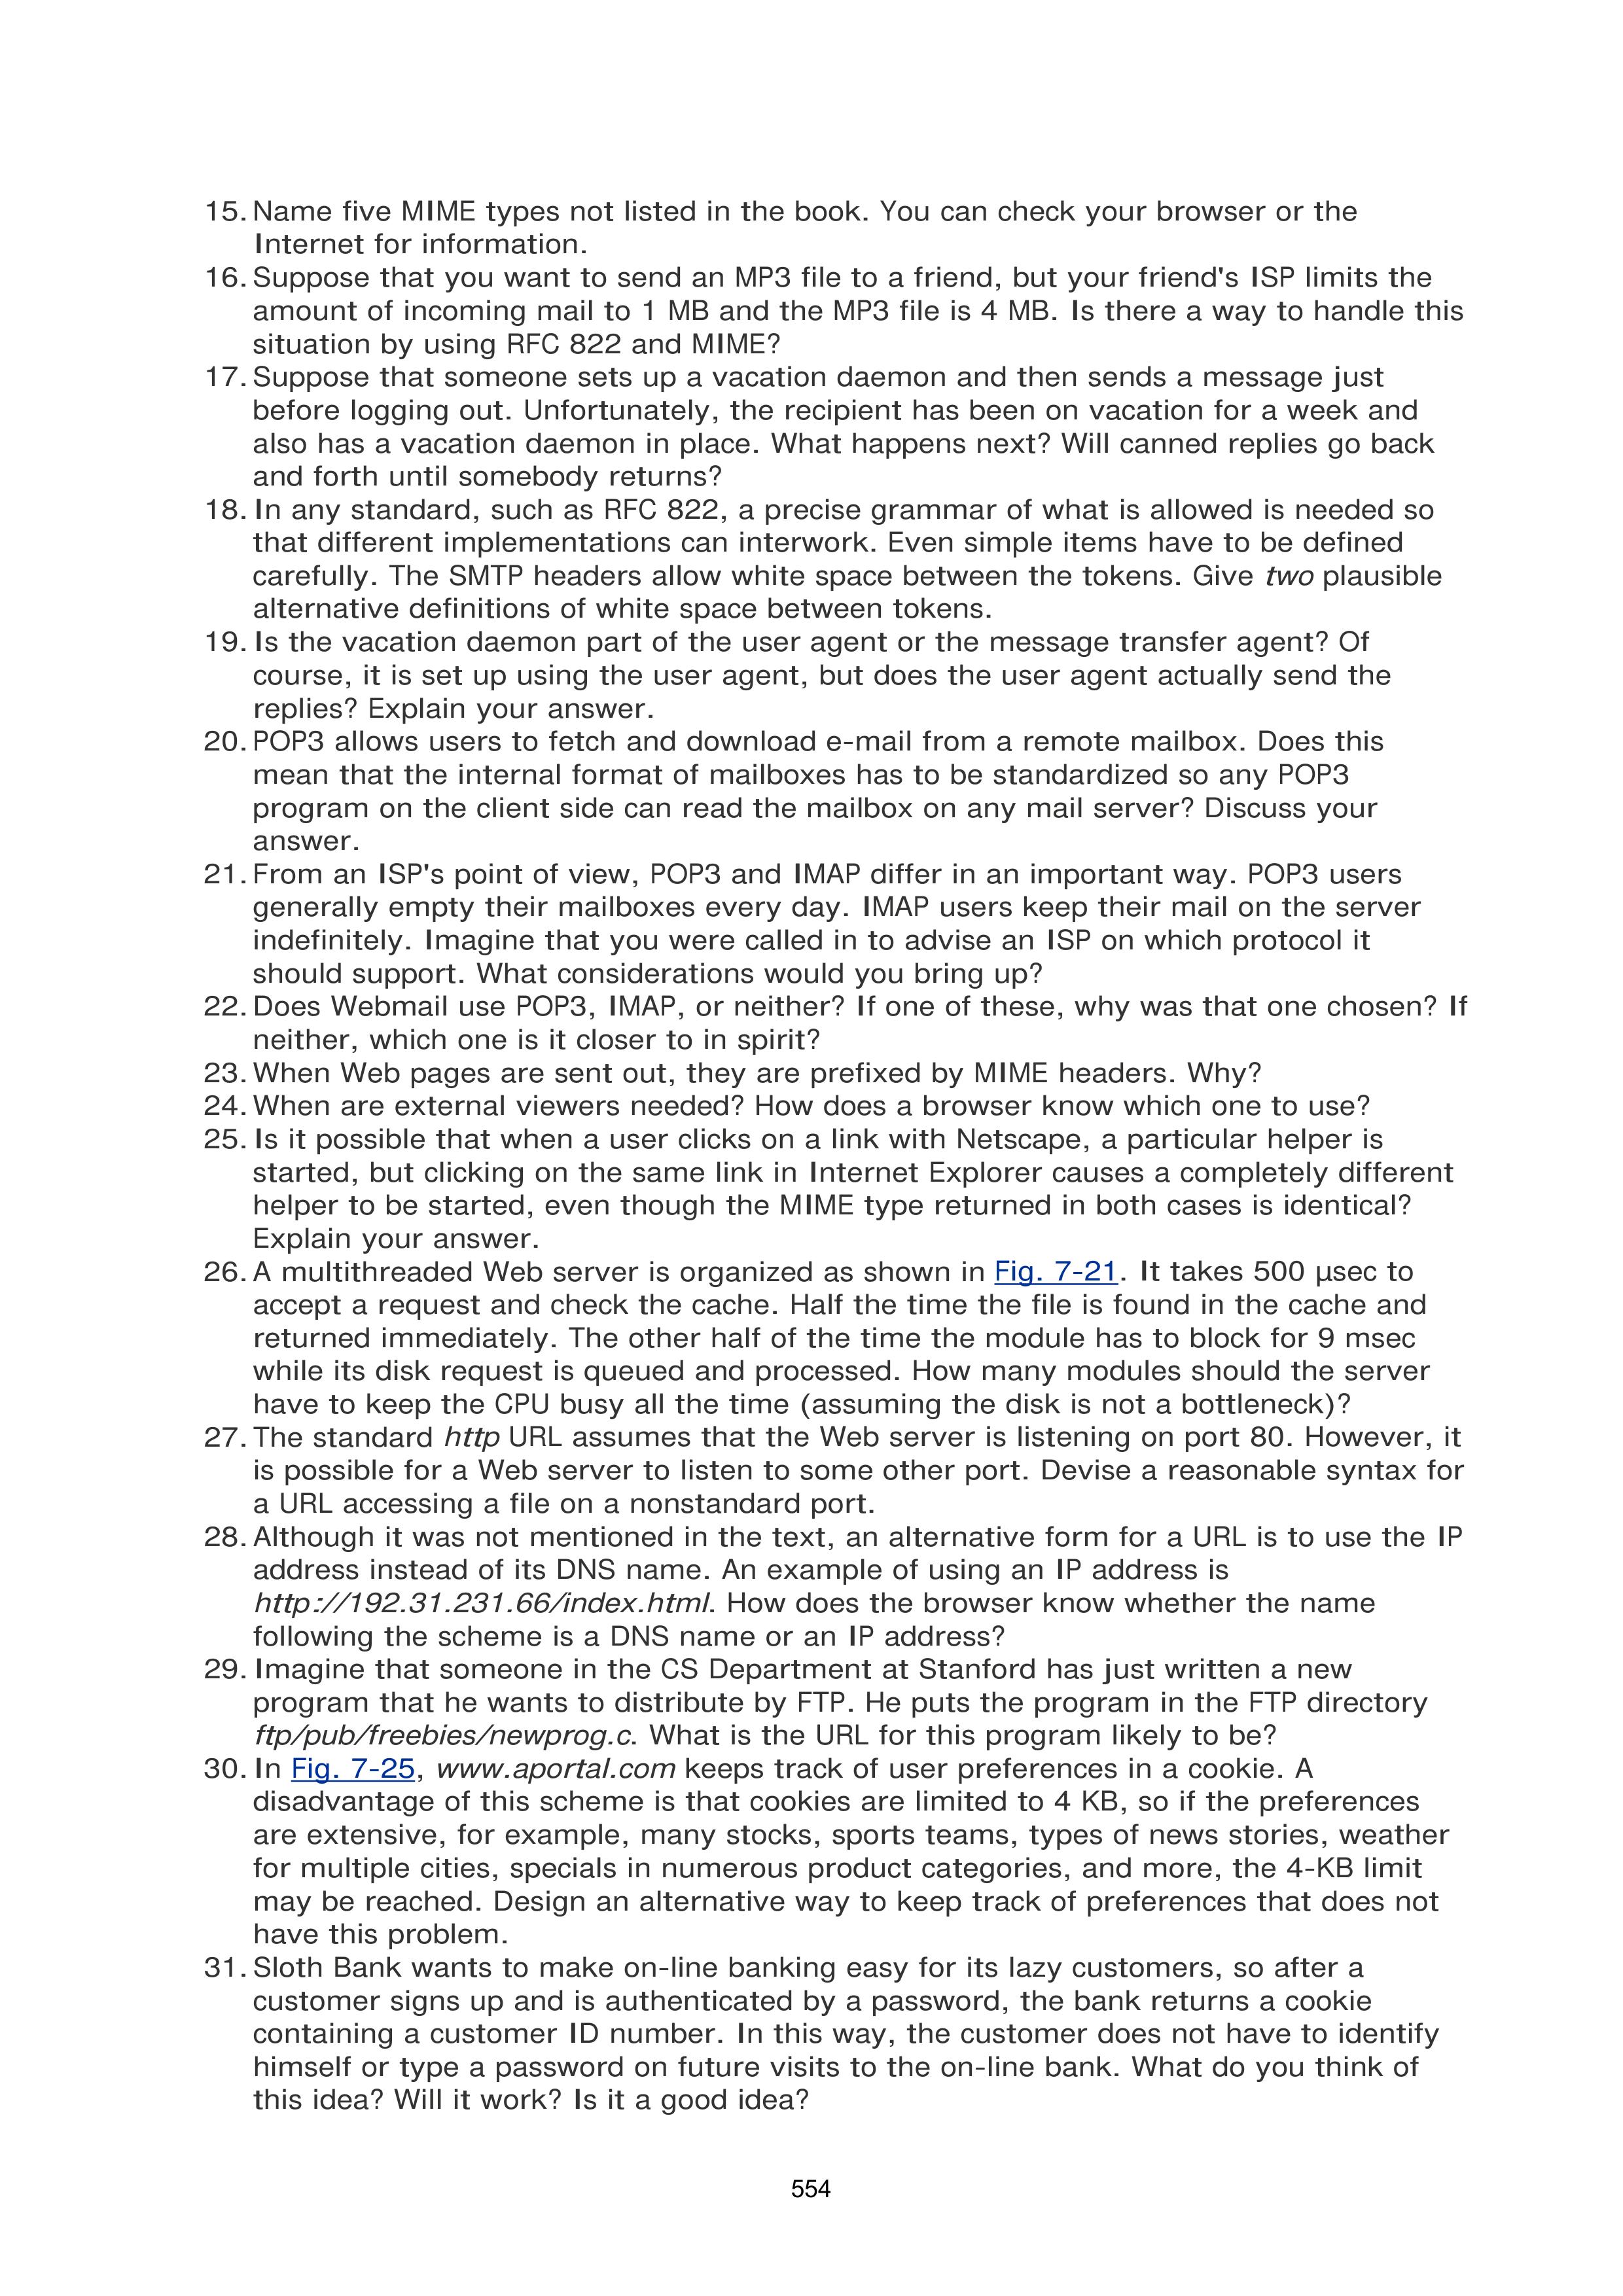 15. Name five MIME types not listed in the book. You can check your browser or the
Internet for information.
16. Suppose that you want to send an MP3 file to a friend, but your friend's ISP limits the
amount of incoming mail to 1 MB and the MP3 file is 4 MB. Is there a way to handle this
situation by using RFC 822 and MIME?
17. Suppose that someone sets up a vacation daemon and then sends a message just
before logging out. Unfortunately, the recipient has been on vacation for a week and
also has a vacation daemon in place. What happens next? Will canned replies go back
and forth until somebody returns?
18. In any standard, such as RFC 822, a precise grammar of what is allowed is needed so
that different implementations can interwork. Even simple items have to be defined
carefully. The SMTP headers allow white space between the tokens. Give two plausible
alternative definitions of white space between tokens.
19. Is the vacation daemon part of the user agent or the message transfer agent? Of
course, it is set up using the user agent, but does the user agent actually send the
replies? Explain your answer.
20. POP3 allows users to fetch and download e-mail from a remote mailbox. Does this
mean that the internal format of mailboxes has to be standardized so any POP3
program on the client side can read the mailbox on any mail server? Discuss your
answer.
21. From an ISP's point of view, POP3 and IMAP differ in an important way. POP3 users
generally empty their mailboxes every day. IMAP users keep their mail on the server
indefinitely. Imagine that you were called in to advise an ISP on which protocol it
should support. What considerations would you bring up?
22. Does Webmail use POP3, IMAP, or neither? If one of these, why was that one chosen? If
neither, which one is it closer to in spirit?
23. When Web pages are sent out, they are prefixed by MIME headers. Why?
24. When are external viewers needed? How does a browser know which one to use?
25. Is it possible that when a user clicks on a link with Netscape, a particular helper is
started, but clicking on the same link in Internet Explorer causes a completely different
helper to be started, even though the MIME type returned in both cases is identical?
Explain your answer.
26. A multithreaded Web server is organized as shown in Fig. 7-21. It takes 500 μsec to
accept a request and check the cache. Half the time the file is found in the cache and
returned immediately. The other half of the time the module has to block for 9 msec
while its disk request is queued and processed. How many modules should the server
have to keep the CPU busy all the time (assuming the disk is not a bottleneck)?
27. The standard http URL assumes that the Web server is listening on port 80. However, it
is possible for a Web server to listen to some other port. Devise a reasonable syntax for
a URL accessing a file on a nonstandard port.
28. Although it was not mentioned in the text, an alternative form for a URL is to use the IP
address instead of its DNS name. An example of using an IP address is
http://192.31.231.66/index.html. How does the browser know whether the name
following the scheme is a DNS name or an IP address?
29. Imagine that someone in the CS Department at Stanford has just written a new
program that he wants to distribute by FTP. He puts the program in the FTP directory
ftp/pub/freebies/newprog.c. What is the URL for this program likely to be?
30. In Fig. 7-25, www.aportal.com keeps track of user preferences in a cookie. A
disadvantage of this scheme is that cookies are limited to 4 KB, so if the preferences
are extensive, for example, many stocks, sports teams, types of news stories, weather
for multiple cities, specials in numerous product categories, and more, the 4-KB limit
may be reached. Design an alternative way to keep track of preferences that does not
have this problem.
31. Sloth Bank wants to make on-line banking easy for its lazy customers, so after a
customer signs up and is authenticated by a password, the bank returns a cookie
containing a customer ID number. In this way, the customer does not have to identify
himself or type a password on future visits to the on-line bank. What do you think of
this idea? Will it work? Is it a good idea?
554